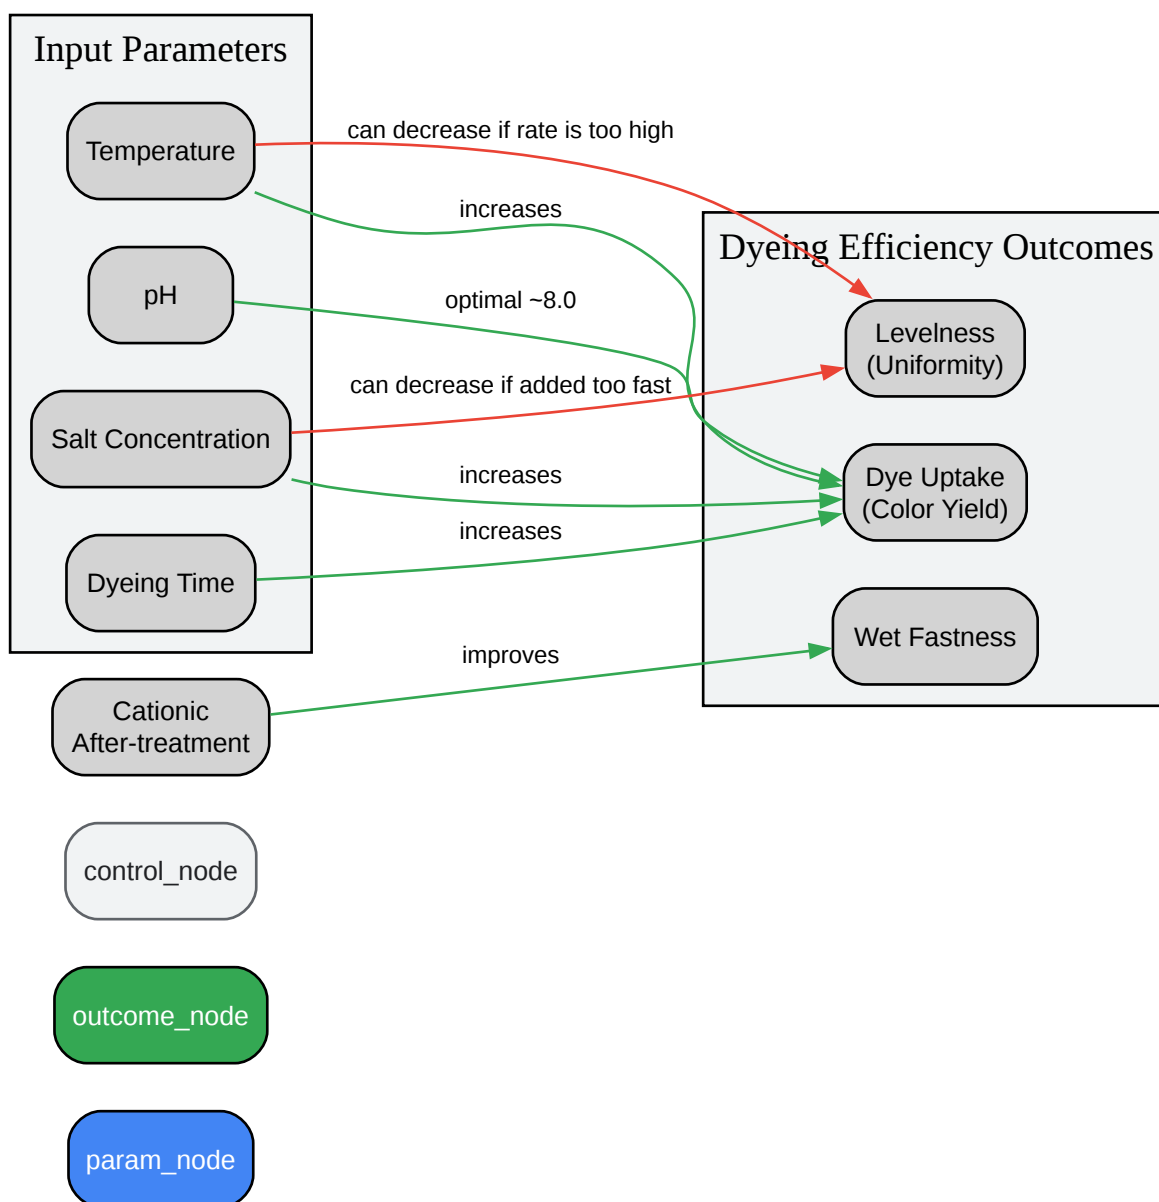 Input Parameters
Temperature
pH
Salt Concentration
Dyeing Time
Cationic
After-treatment
control_node
outcome_node
param_node
can decrease if rate is too high
increases
optimal ~8.0
can decrease if added too fast
increases
increases
improves
Dyeing Efficiency Outcomes
Levelness
(Uniformity)
Dye Uptake
(Color Yield)
Wet Fastness